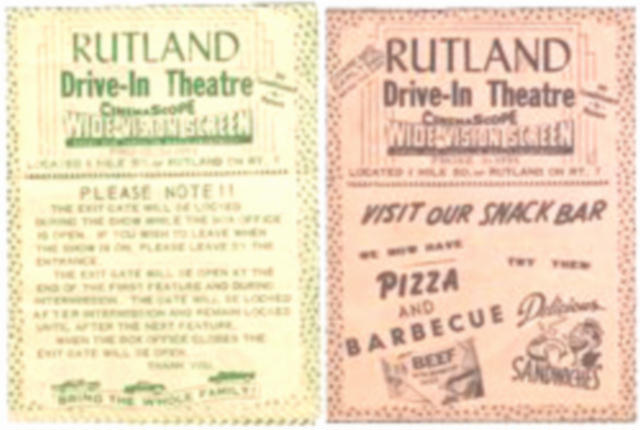 RUTLAND
Drive-In Theatre
CINEMASCOPE
WIDE-VISION SCREEN
LOCATED 1 MILE SO. OF RUTLAND ON RT. 7
PLEASE NOTE!!
THE EXIT GATE WILL BE LOCKED
DURING THE SHOW WHILE THE BOX OFFICE
IS OPEN. IF YOU WISH TO LEAVE WHEN
THE SHOW IS ON, PLEASE LEAVE BY THE
ENTRANCE.
THE EXIT GATE WILL BE OPEN AT THE
END OF THE FIRST FEATURE AND DURING
INTERMISSION. THE GATE WILL BE LOCKED
AFTER INTERMISSION AND REMAIN LOCKED
UNTIL AFTER THE NEXT FEATURE.
WHEN THE BOX OFFICE CLOSES THE
EXIT GATE WILL BE OPEN.
THANK YOU.
BRING THE WHOLE FAMILY!
RUTLAND
Drive-In Theatre
CINEMASCOPE
WIDE-VISION SCREEN
LOCATED 1 MILE SO. OF RUTLAND ON RT. 7
VISIT OUR SNACK BAR
WE NOW HAVE
TRY THEM
PIZZA
AND
BARBECUE
BEEF
Delicious
SANDWICHES